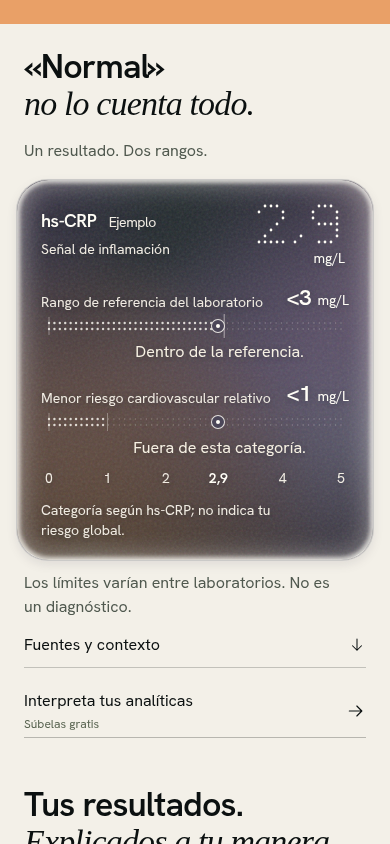 «Normal»
no lo cuenta todo.
Un resultado. Dos rangos.
hs-CRP Ejemplo 2,9
Señal de inflamación mg/L
Rango de referencia del laboratorio <3 mg/L
Dentro de la referencia.
Menor riesgo cardiovascular relativo <1 mg/L
Fuera de esta categoría.
0 1 2 2,9 4 5
Categoría según hs-CRP; no indica tu
riesgo global.
Los límites varían entre laboratorios. No es
un diagnóstico.
Fuentes y contexto ↓
Interpreta tus analíticas →
Súbelas gratis
Tus resultados.
Explicados a tu manera